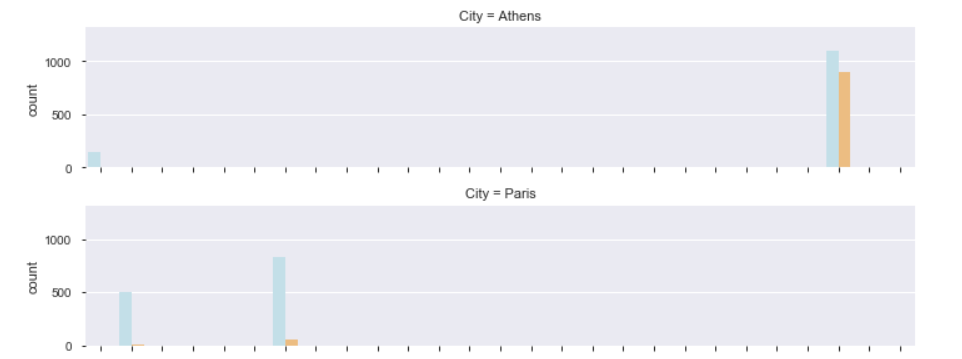 City = Athens
1000
count
500
0
City = Paris
1000
count
500
0